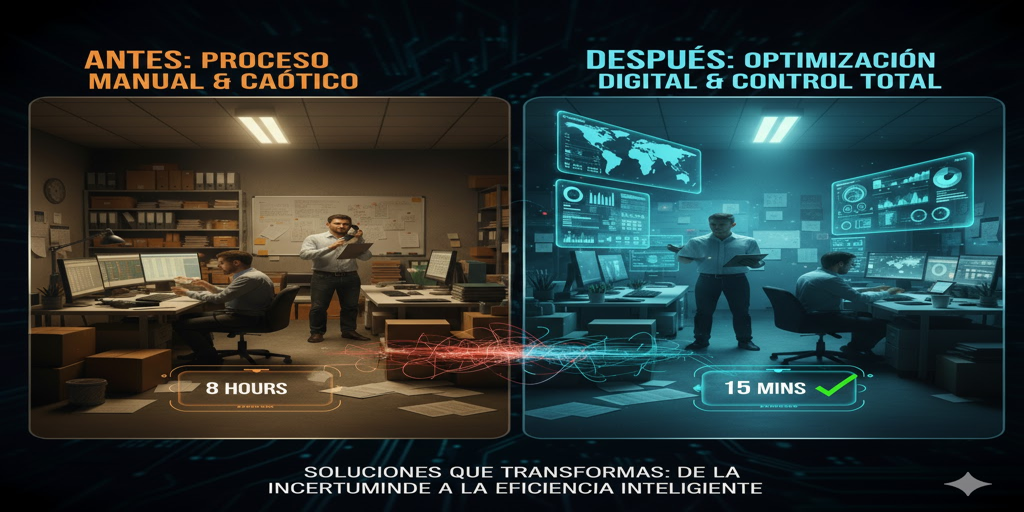 ANTES: PROCESO
MANUAL & CAÓTICO
DESPUÉS: OPTIMIZACIÓN
DIGITAL & CONTROL TOTAL
8 HOURS
15 MINS
SOLUCIONES QUE TRANSFORMAS: DE LA
INCERTUMINDE A LA EFICIENCIA INTELIGIENTE